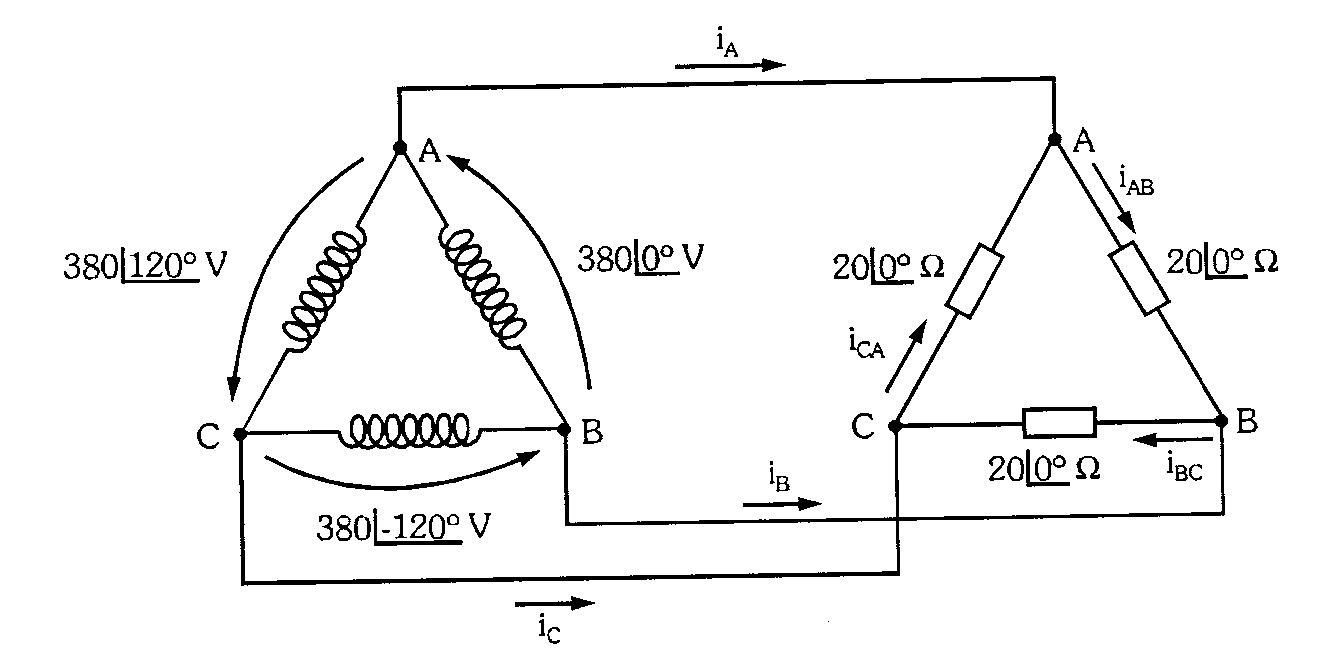 i_A
A
A
i_AB
380|120° V
380|0° V
20|0° Ω
20|0° Ω
i_CA
C
B
C
B
20|0° Ω
i_BC
i_B
380|-120° V
i_C